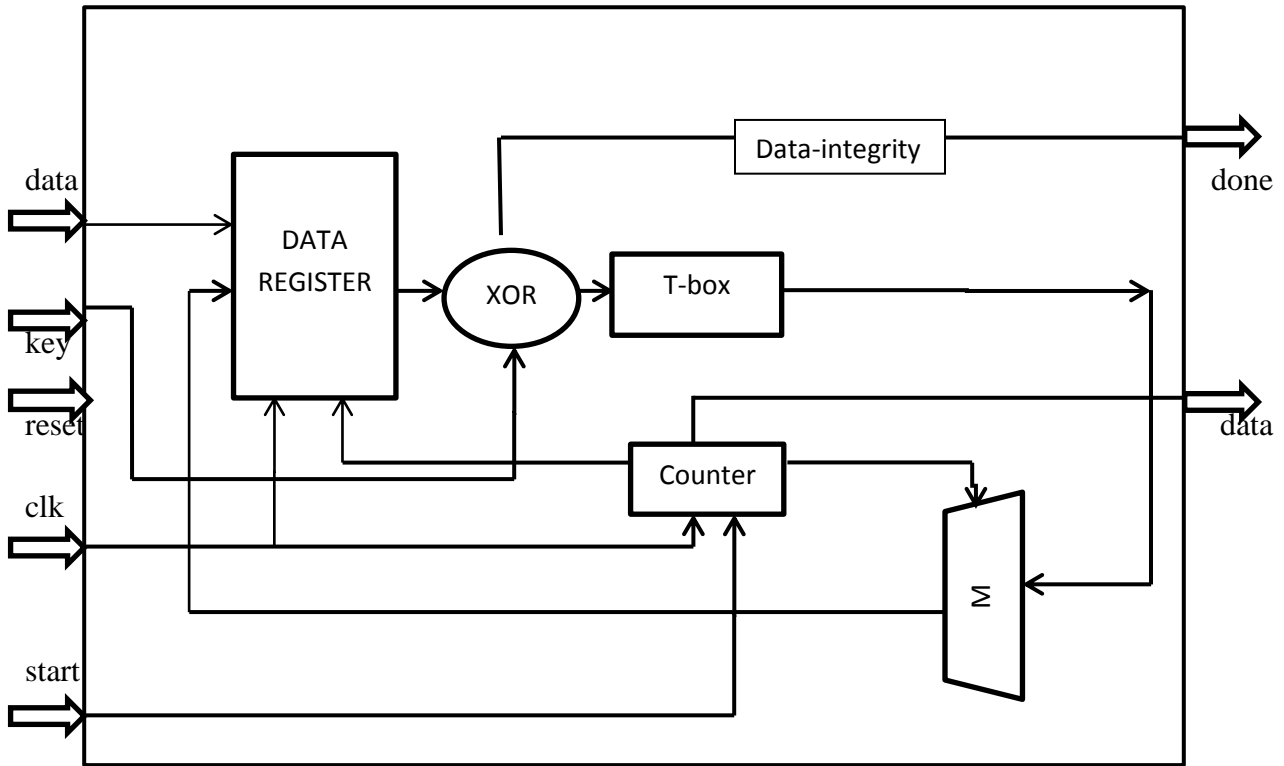 Data-integrity
data
done
DATA
REGISTER
XOR
T-box
key
reset
data
Counter
clk
M
start